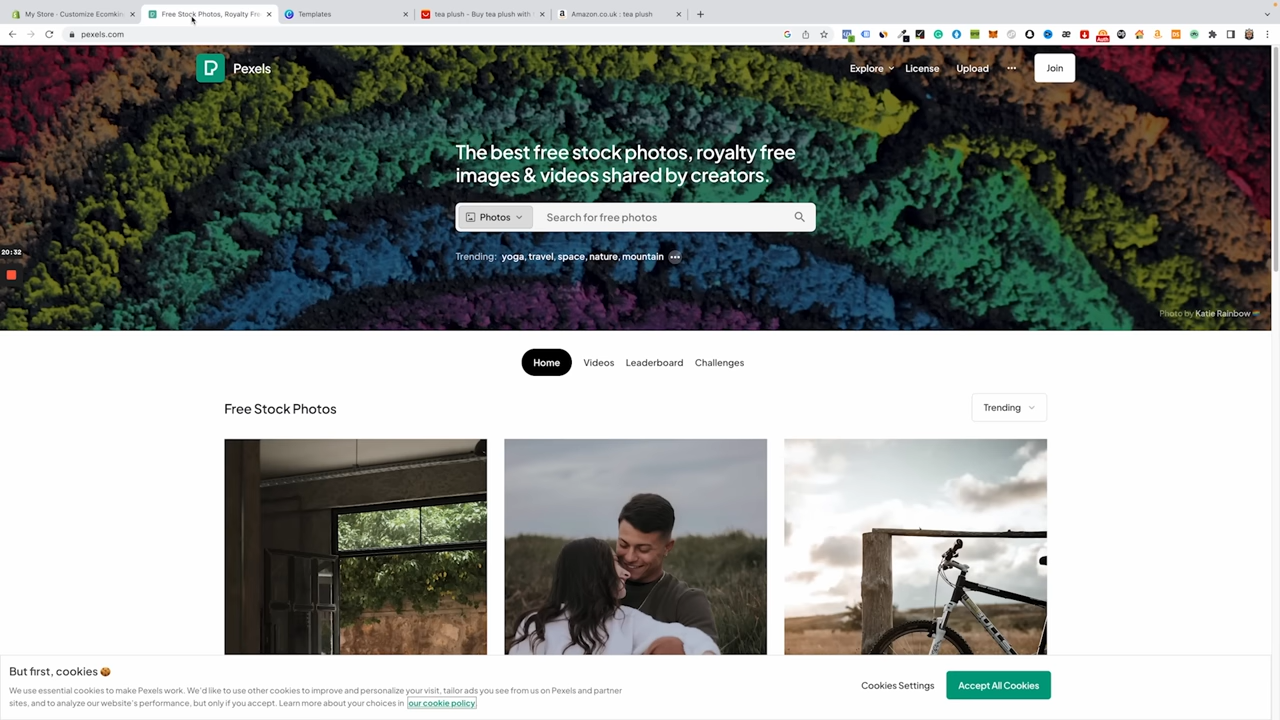 My Store - Customize Ecomkin
Free Stock Photos, Royalty Fre
Templates
tea plush - Buy tea plush with
Amazon.co.uk : tea plush
pexels.com
Pexels
Explore
License
Upload
Join
The best free stock photos, royalty free
images & videos shared by creators.
Photos
Search for free photos
Trending: yoga, travel, space, nature, mountain
20:32
Photo by Katie Rainbow
Home
Videos
Leaderboard
Challenges
Free Stock Photos
Trending
But first, cookies
We use essential cookies to make Pexels work. We'd like to use other cookies to improve and personalize your visit, tailor ads you see from us on Pexels and partner
sites, and to analyze our website's performance, but only if you accept. Learn more about your choices in our cookie policy
Cookies Settings
Accept All Cookies